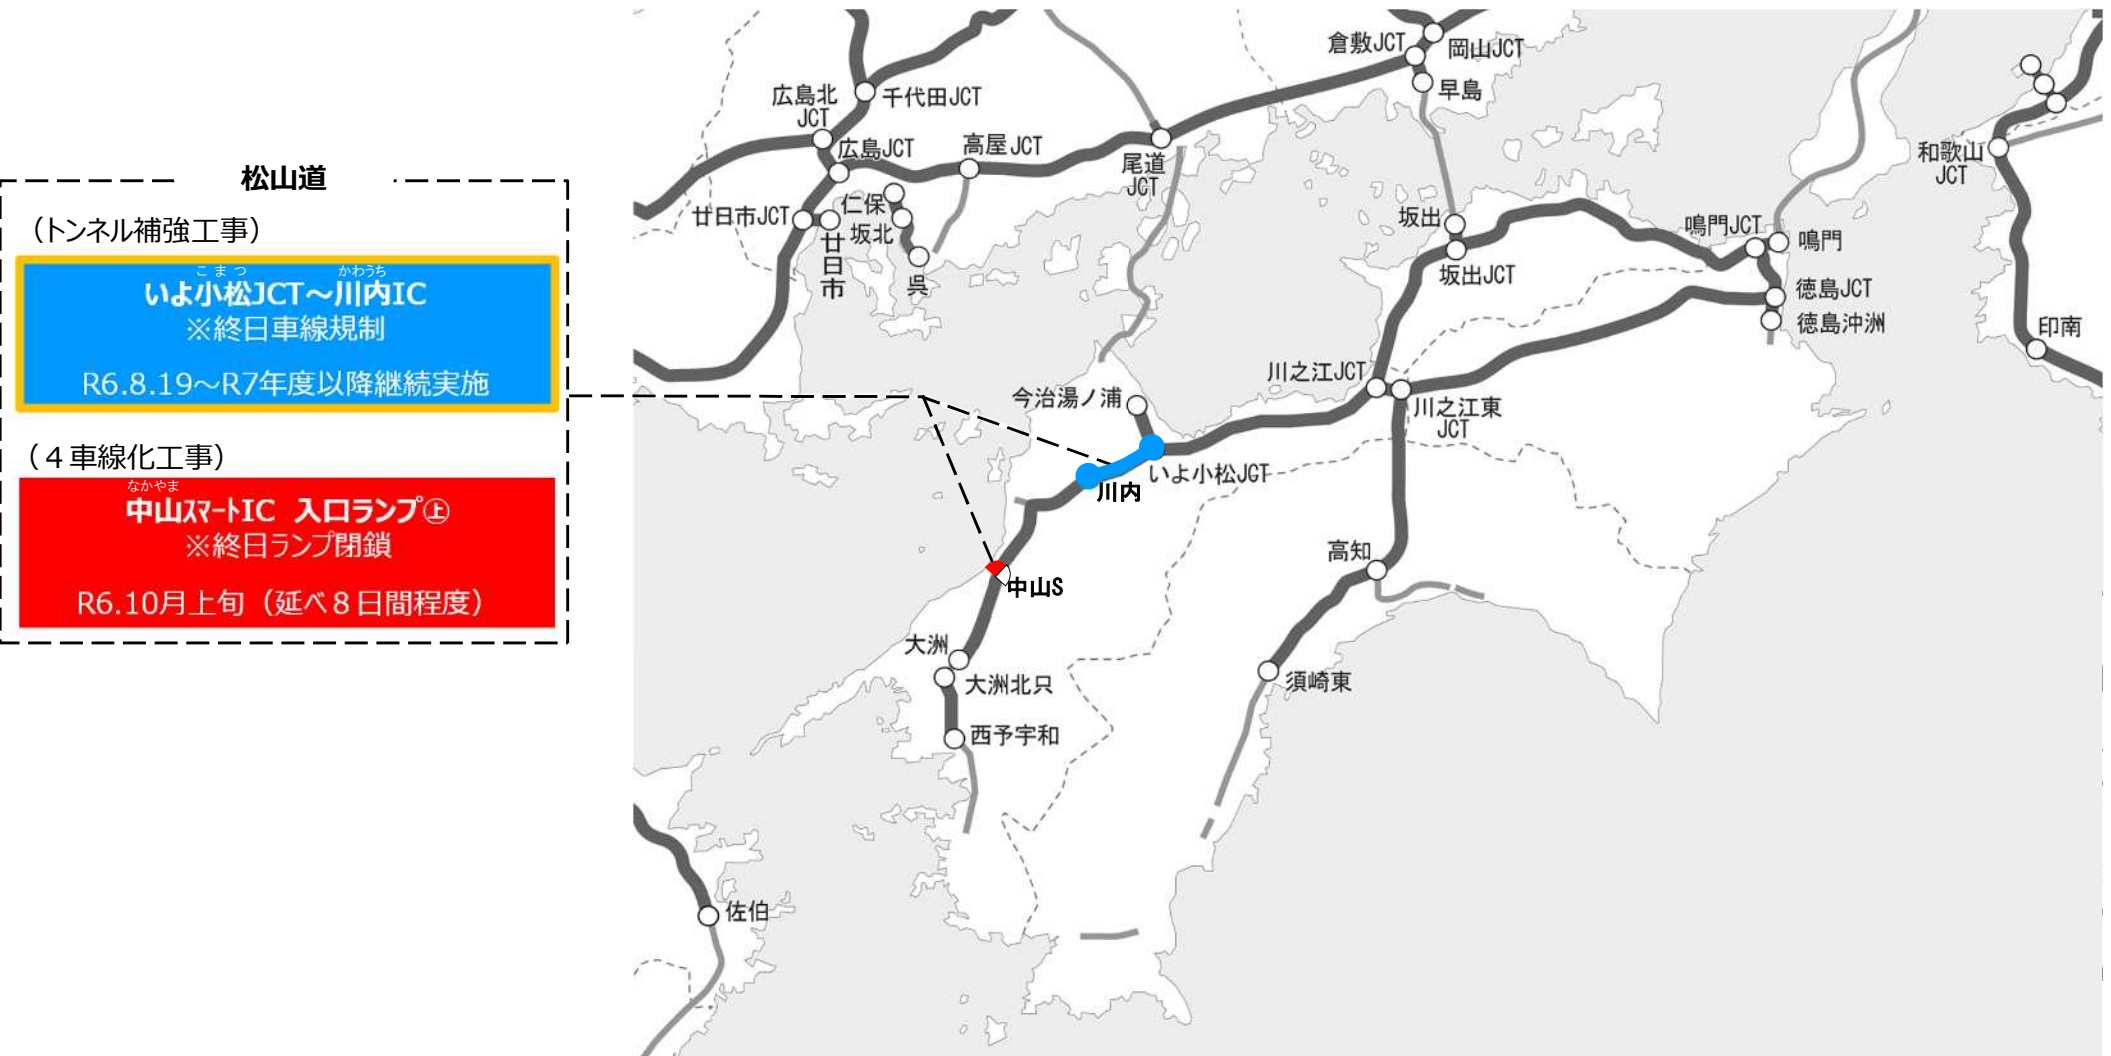 松山道
（トンネル補強工事）
こまつ かわうち
いよ小松JCT～川内IC
※終日車線規制
R6.8.19～R7年度以降継続実施
（４車線化工事）
なかやま
中山ｽﾏｰﾄIC 入口ランプ㊤
※終日ランプ閉鎖
R6.10月上旬（延べ８日間程度）
倉敷JCT
岡山JCT
早島
広島北
JCT
千代田JCT
広島JCT
高屋JCT
尾道
JCT
和歌山
JCT
廿日市JCT
廿日市
仁保
坂北
呉
坂出
坂出JCT
鳴門JCT
鳴門
徳島JCT
徳島沖洲
印南
川之江JCT
川之江東
JCT
今治湯ノ浦
いよ小松JCT
川内
中山S
高知
大洲
大洲北只
西予宇和
須崎東
佐伯